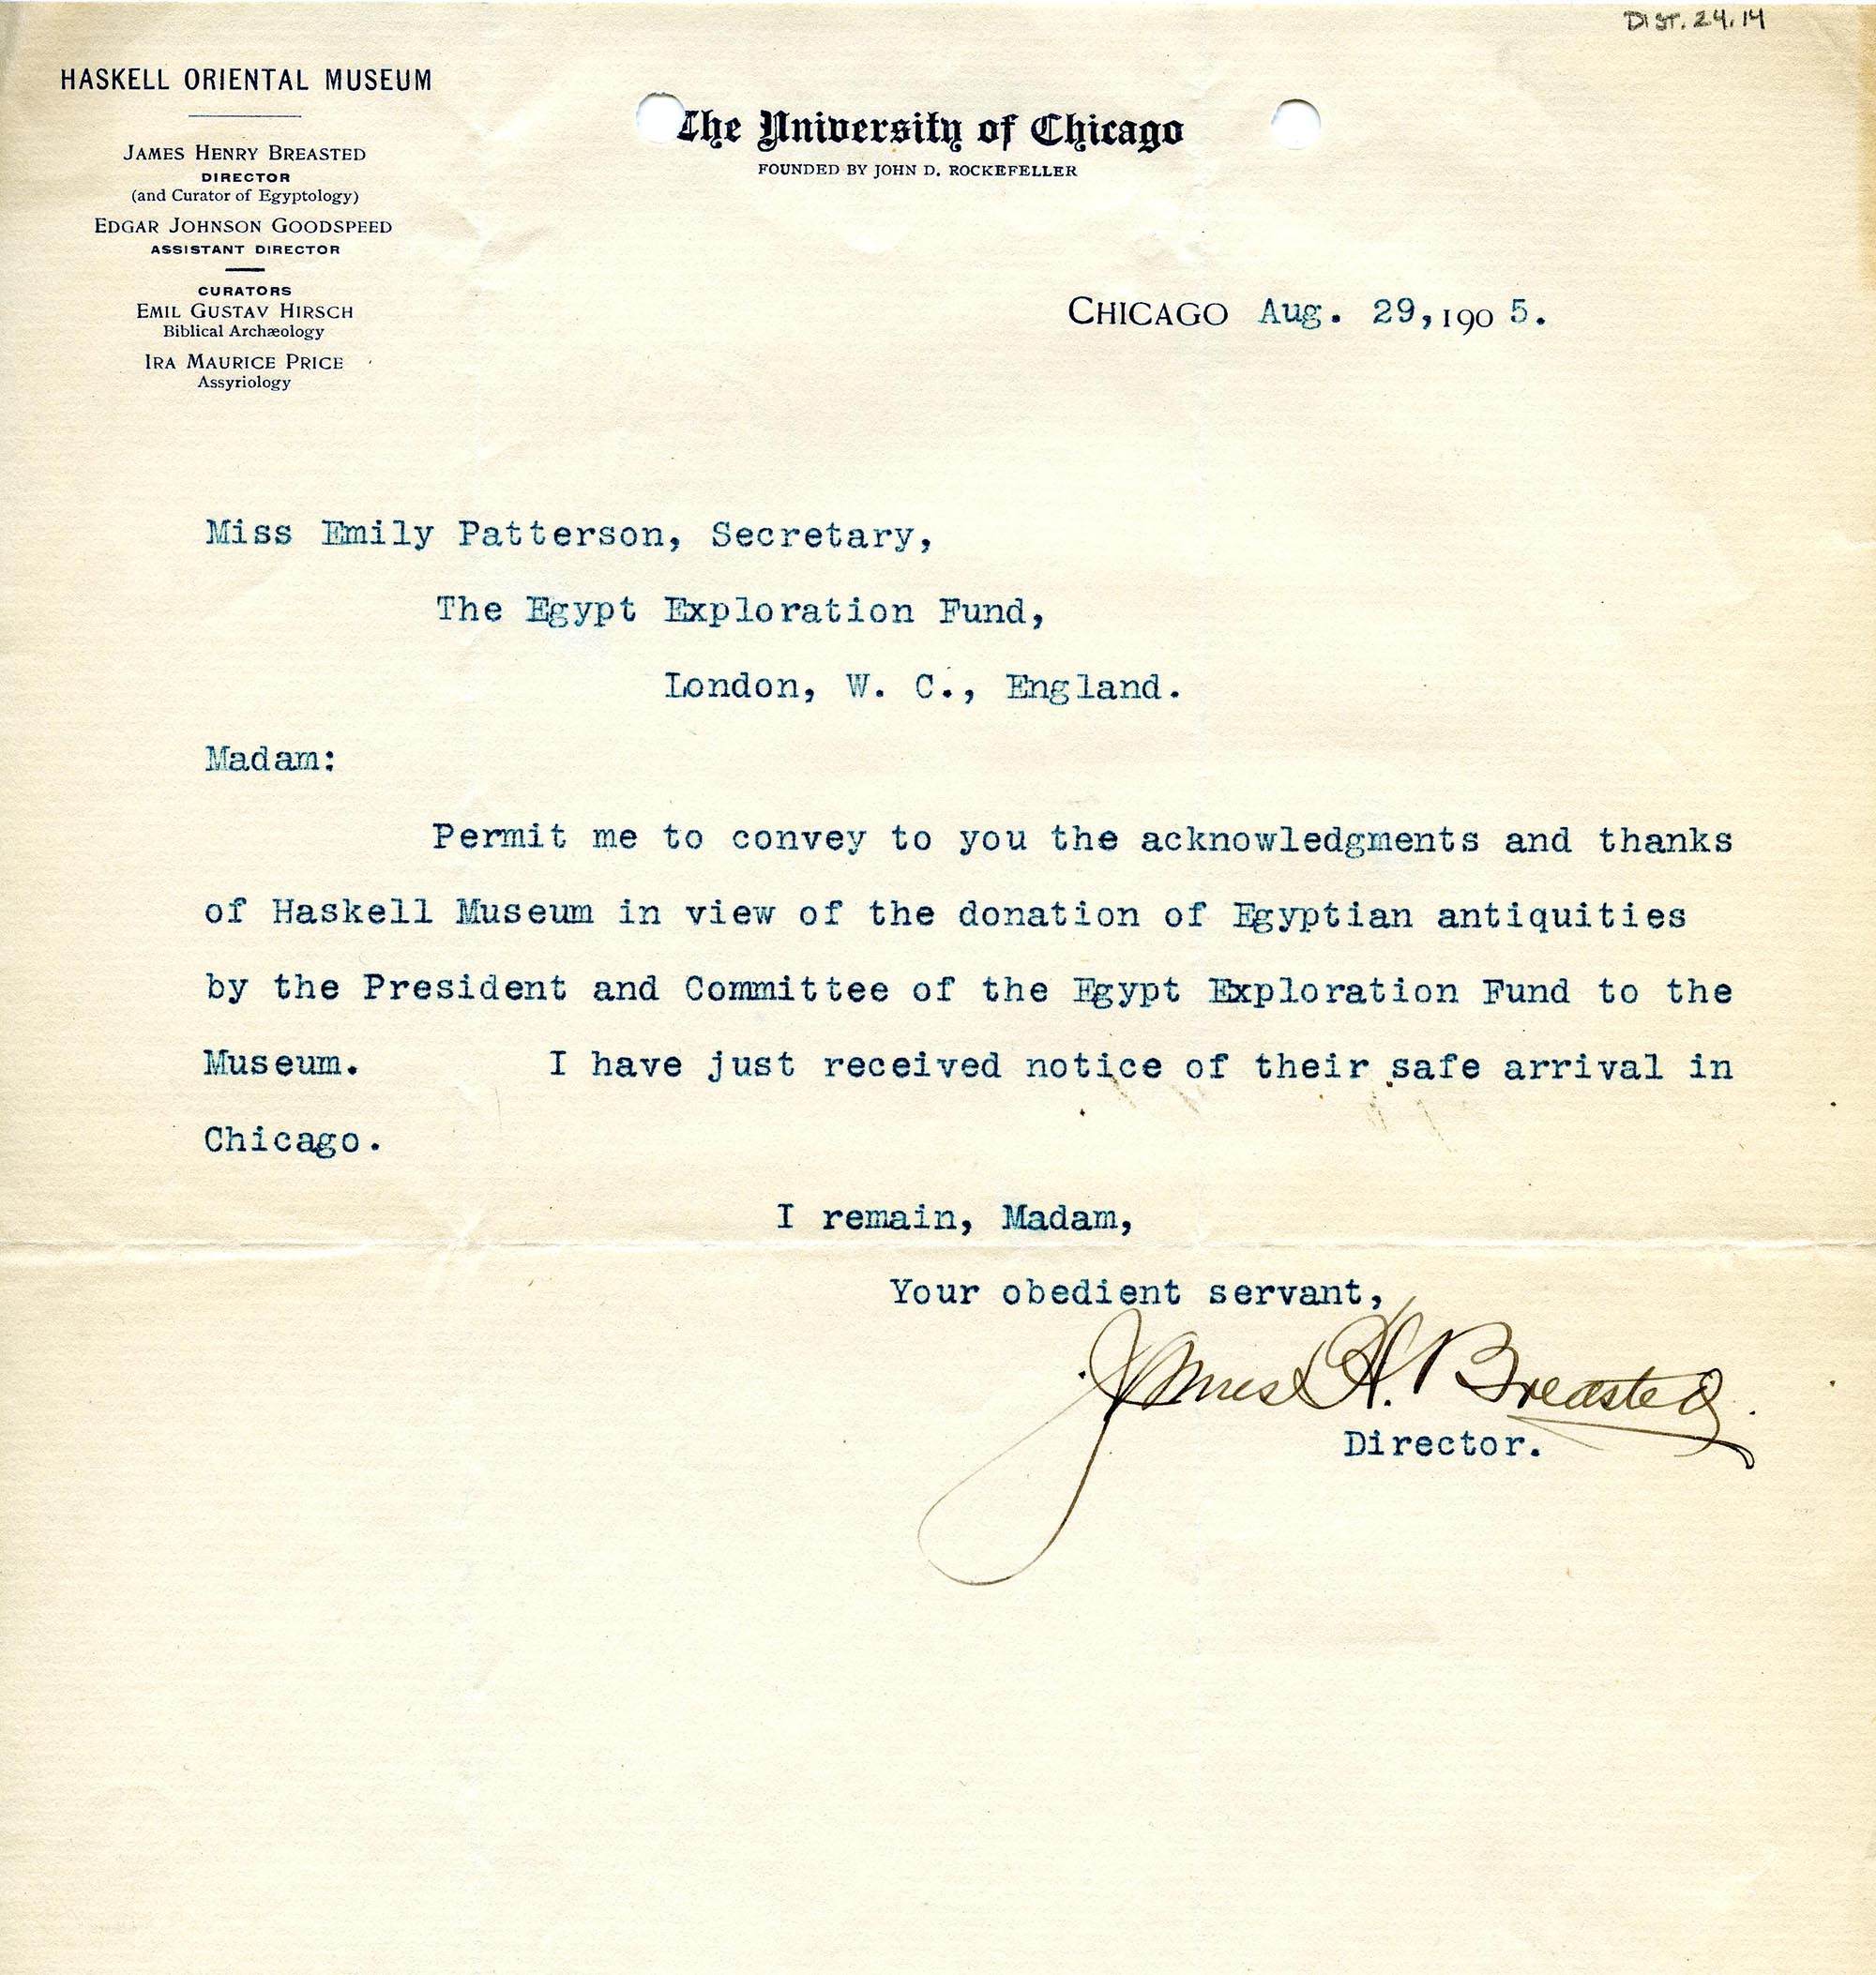 DIST. 24.14
HASKELL ORIENTAL MUSEUM
JAMES HENRY BREASTED
DIRECTOR
(and Curator of Egyptology)
EDGAR JOHNSON GOODSPEED
ASSISTANT DIRECTOR
CURATORS
EMIL GUSTAV HIRSCH
Biblical Archæology
IRA MAURICE PRICE
Assyriology
The University of Chicago
FOUNDED BY JOHN D. ROCKEFELLER
CHICAGO Aug. 29, 190 5.
Miss Emily Patterson, Secretary,
The Egypt Exploration Fund,
London, W. C., England.
Madam:
Permit me to convey to you the acknowledgments and thanks
of Haskell Museum in view of the donation of Egyptian antiquities
by the President and Committee of the Egypt Exploration Fund to the
Museum. I have just received notice of their safe arrival in
Chicago.
I remain, Madam,
Your obedient servant,
James H. Breasted.
Director.